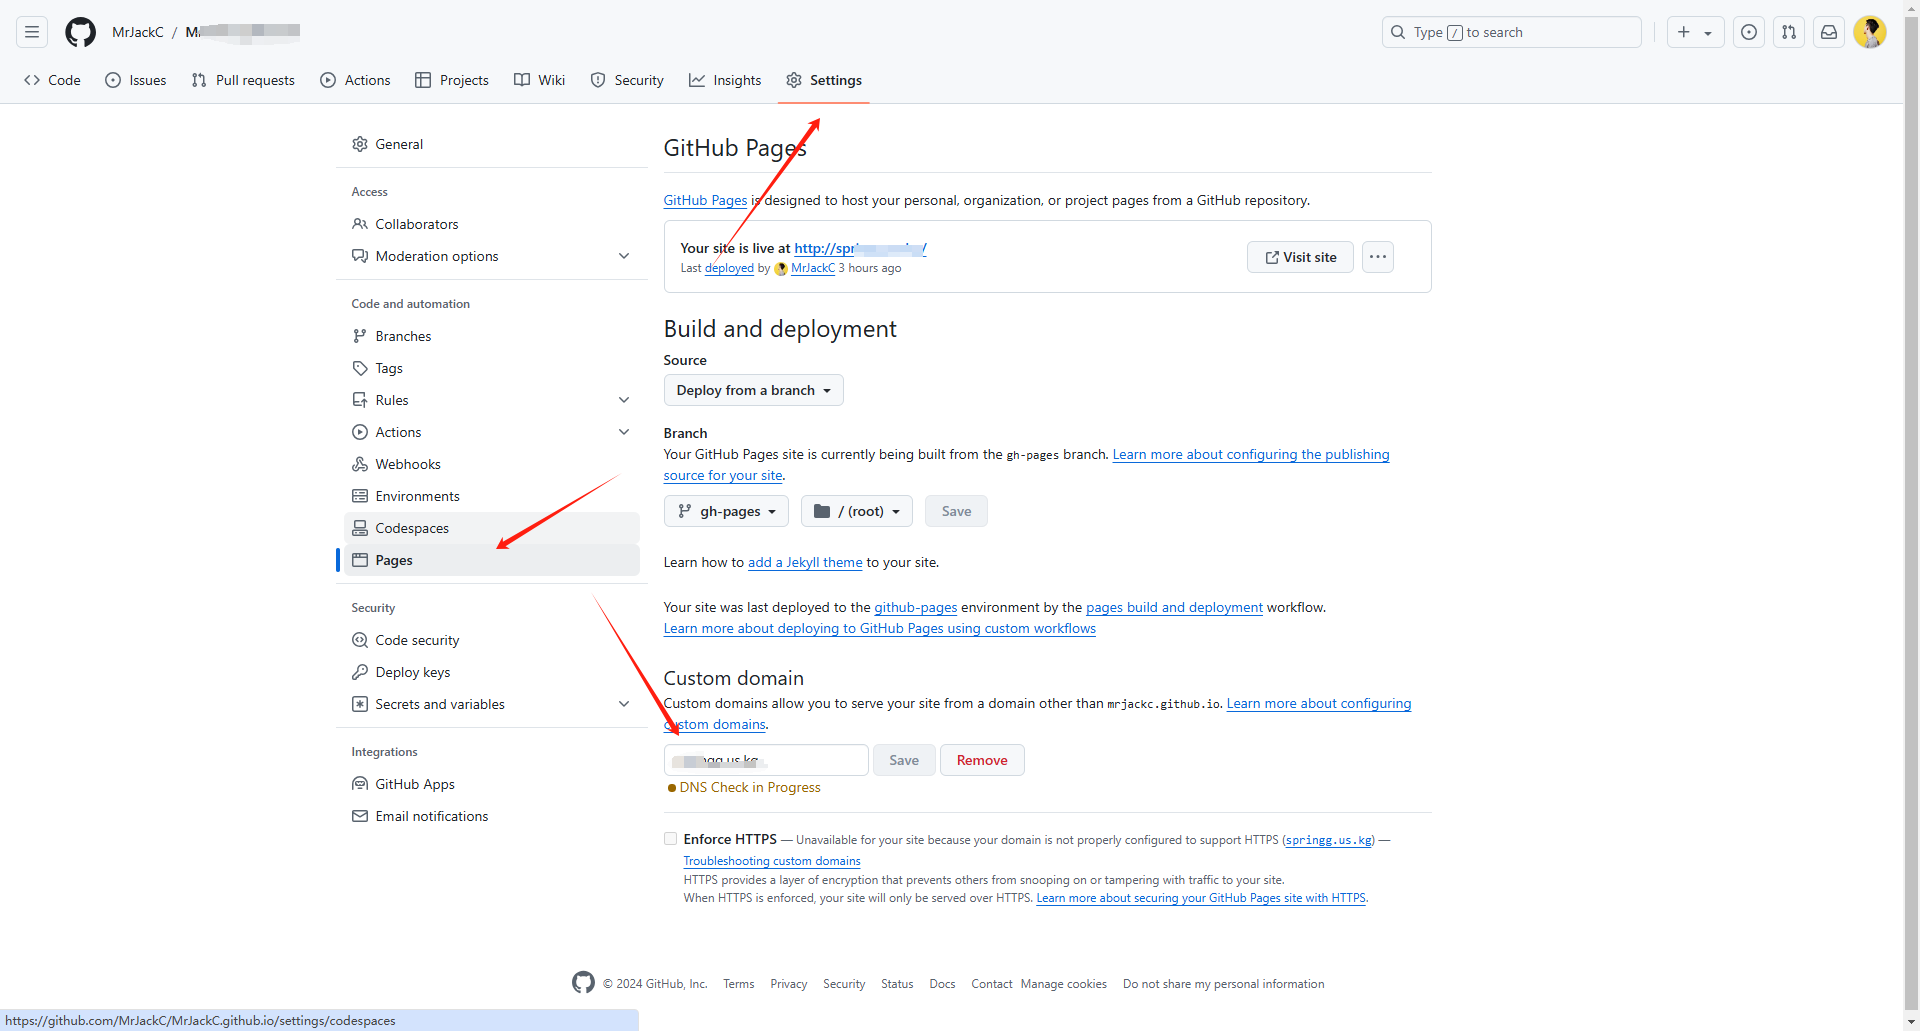 MrJackC / M
Type / to search
Code Issues Pull requests Actions Projects Wiki Security Insights Settings
General
Access
Collaborators
Moderation options
Code and automation
Branches
Tags
Rules
Actions
Webhooks
Environments
Codespaces
Pages
Security
Code security
Deploy keys
Secrets and variables
Integrations
GitHub Apps
Email notifications
GitHub Pages
GitHub Pages is designed to host your personal, organization, or project pages from a GitHub repository.
Your site is live at http://spr /
Last deployed by MrJackC 3 hours ago
Visit site
Build and deployment
Source
Deploy from a branch
Branch
Your GitHub Pages site is currently being built from the gh-pages branch. Learn more about configuring the publishing
source for your site.
gh-pages / (root) Save
Learn how to add a Jekyll theme to your site.
Your site was last deployed to the github-pages environment by the pages build and deployment workflow.
Learn more about deploying to GitHub Pages using custom workflows
Custom domain
Custom domains allow you to serve your site from a domain other than mrjackc.github.io. Learn more about configuring
custom domains.
Save Remove
DNS Check in Progress
Enforce HTTPS — Unavailable for your site because your domain is not properly configured to support HTTPS (springg.us.kg) —
Troubleshooting custom domains
HTTPS provides a layer of encryption that prevents others from snooping on or tampering with traffic to your site.
When HTTPS is enforced, your site will only be served over HTTPS. Learn more about securing your GitHub Pages site with HTTPS.
© 2024 GitHub, Inc. Terms Privacy Security Status Docs Contact Manage cookies Do not share my personal information
https://github.com/MrJackC/MrJackC.github.io/settings/codespaces